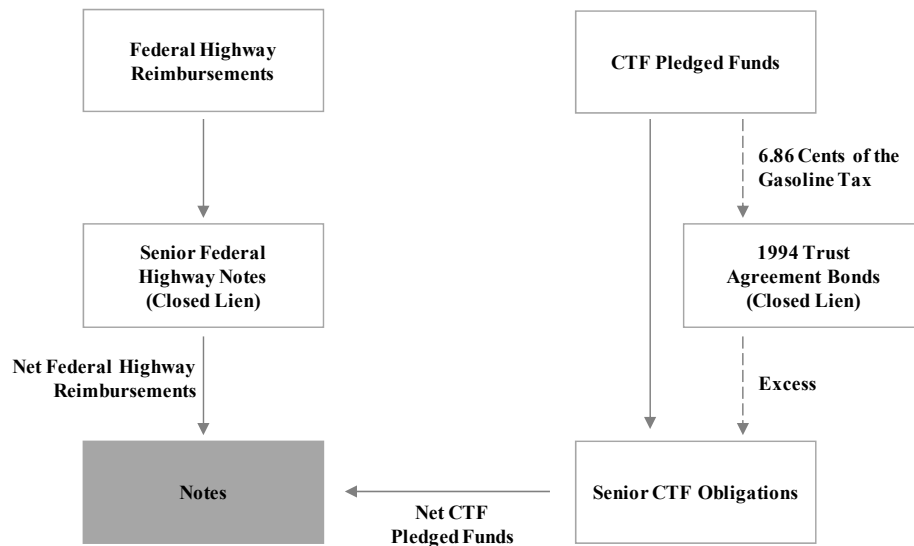 Federal Highway
Reimbursements
CTF Pledged Funds
6.86 Cents of the
Gasoline Tax
Senior Federal
Highway Notes
(Closed Lien)
1994 Trust
Agreement Bonds
(Closed Lien)
Net Federal Highway
Reimbursements
Excess
Notes
Senior CTF Obligations
Net CTF
Pledged Funds